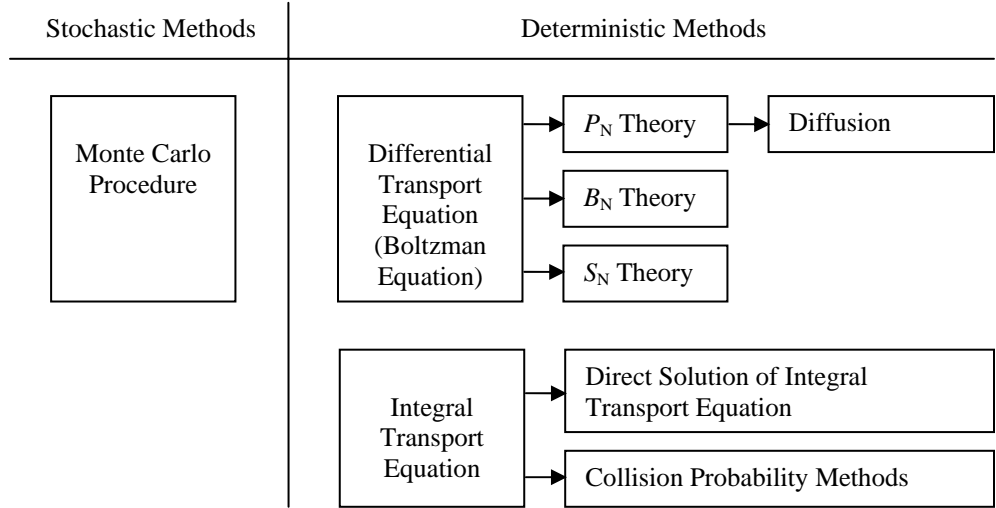 Stochastic Methods
Deterministic Methods
Monte Carlo
Procedure
Differential
Transport
Equation
(Boltzman
Equation)
PN Theory
Diffusion
BN Theory
SN Theory
Integral
Transport
Equation
Direct Solution of Integral
Transport Equation
Collision Probability Methods